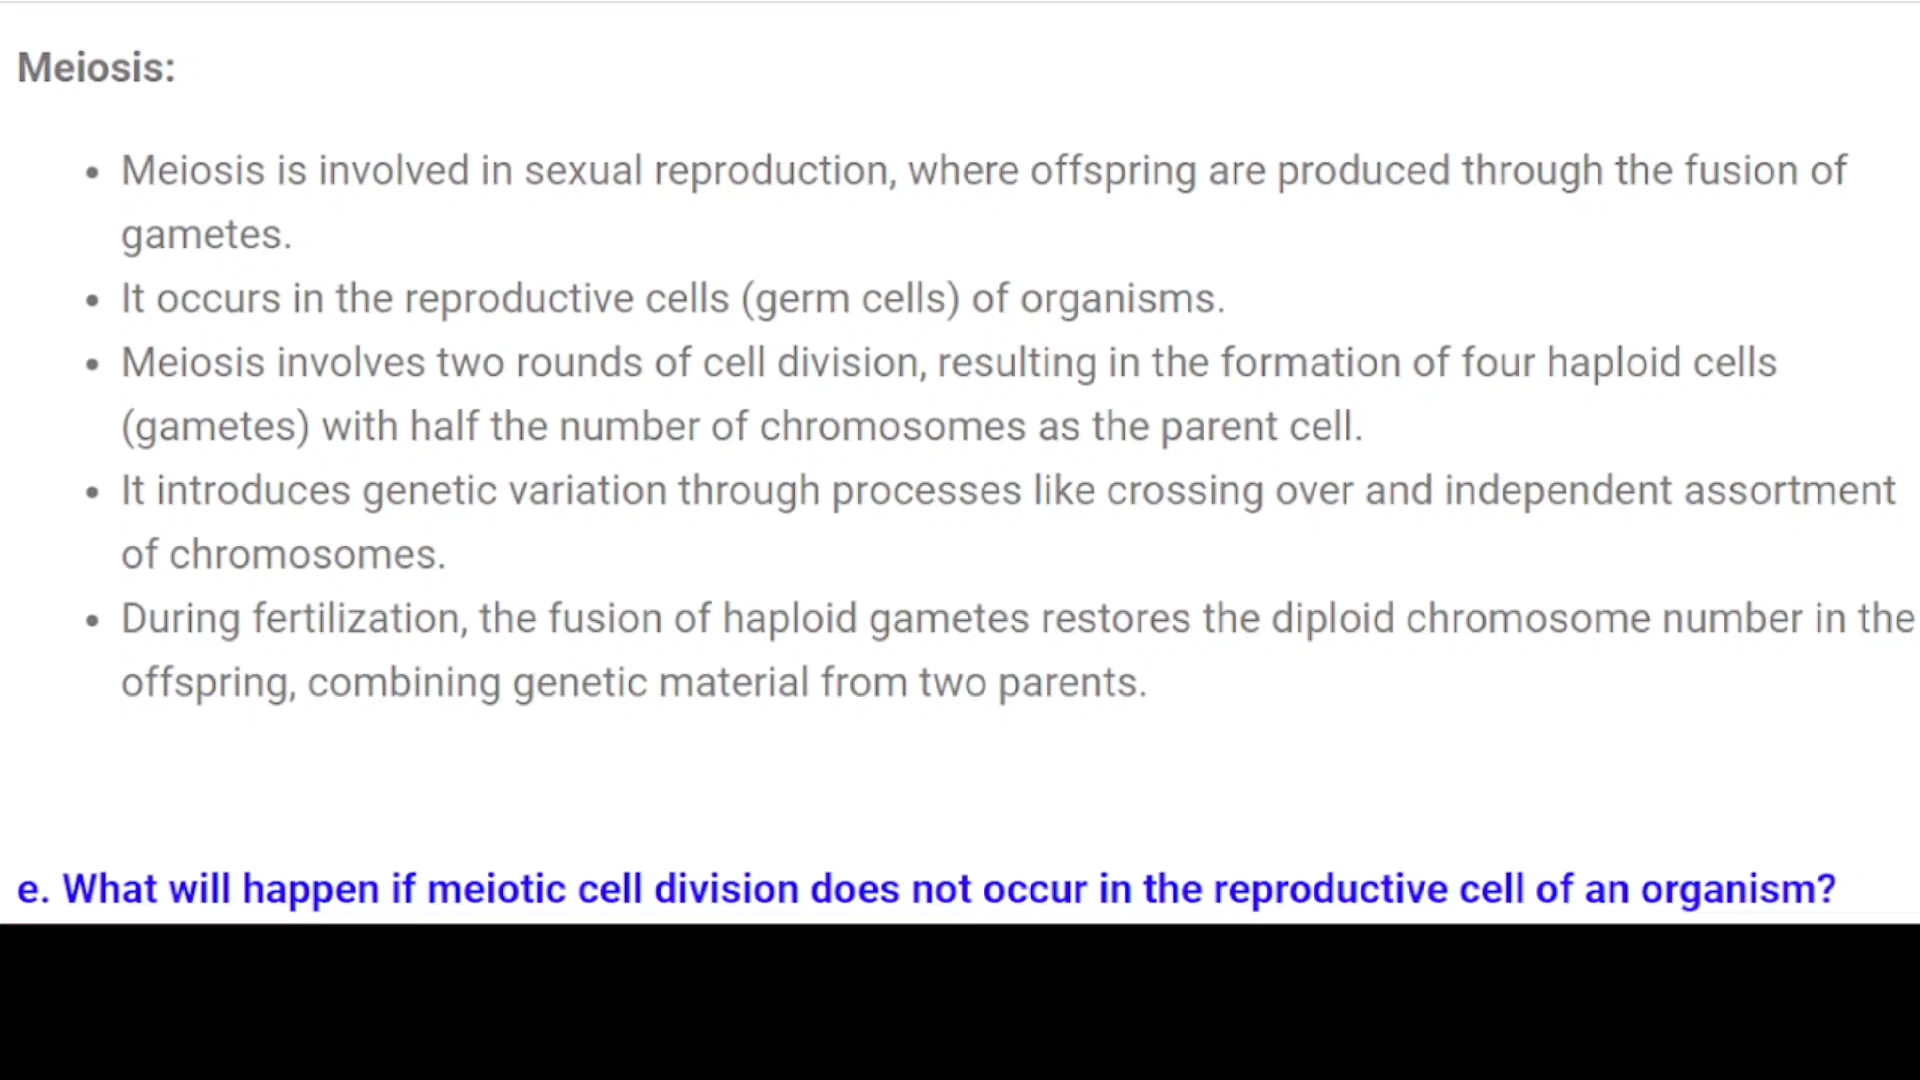 Meiosis:
• Meiosis is involved in sexual reproduction, where offspring are produced through the fusion of
gametes.
• It occurs in the reproductive cells (germ cells) of organisms.
• Meiosis involves two rounds of cell division, resulting in the formation of four haploid cells
(gametes) with half the number of chromosomes as the parent cell.
• It introduces genetic variation through processes like crossing over and independent assortment
of chromosomes.
• During fertilization, the fusion of haploid gametes restores the diploid chromosome number in the
offspring, combining genetic material from two parents.
e. What will happen if meiotic cell division does not occur in the reproductive cell of an organism?